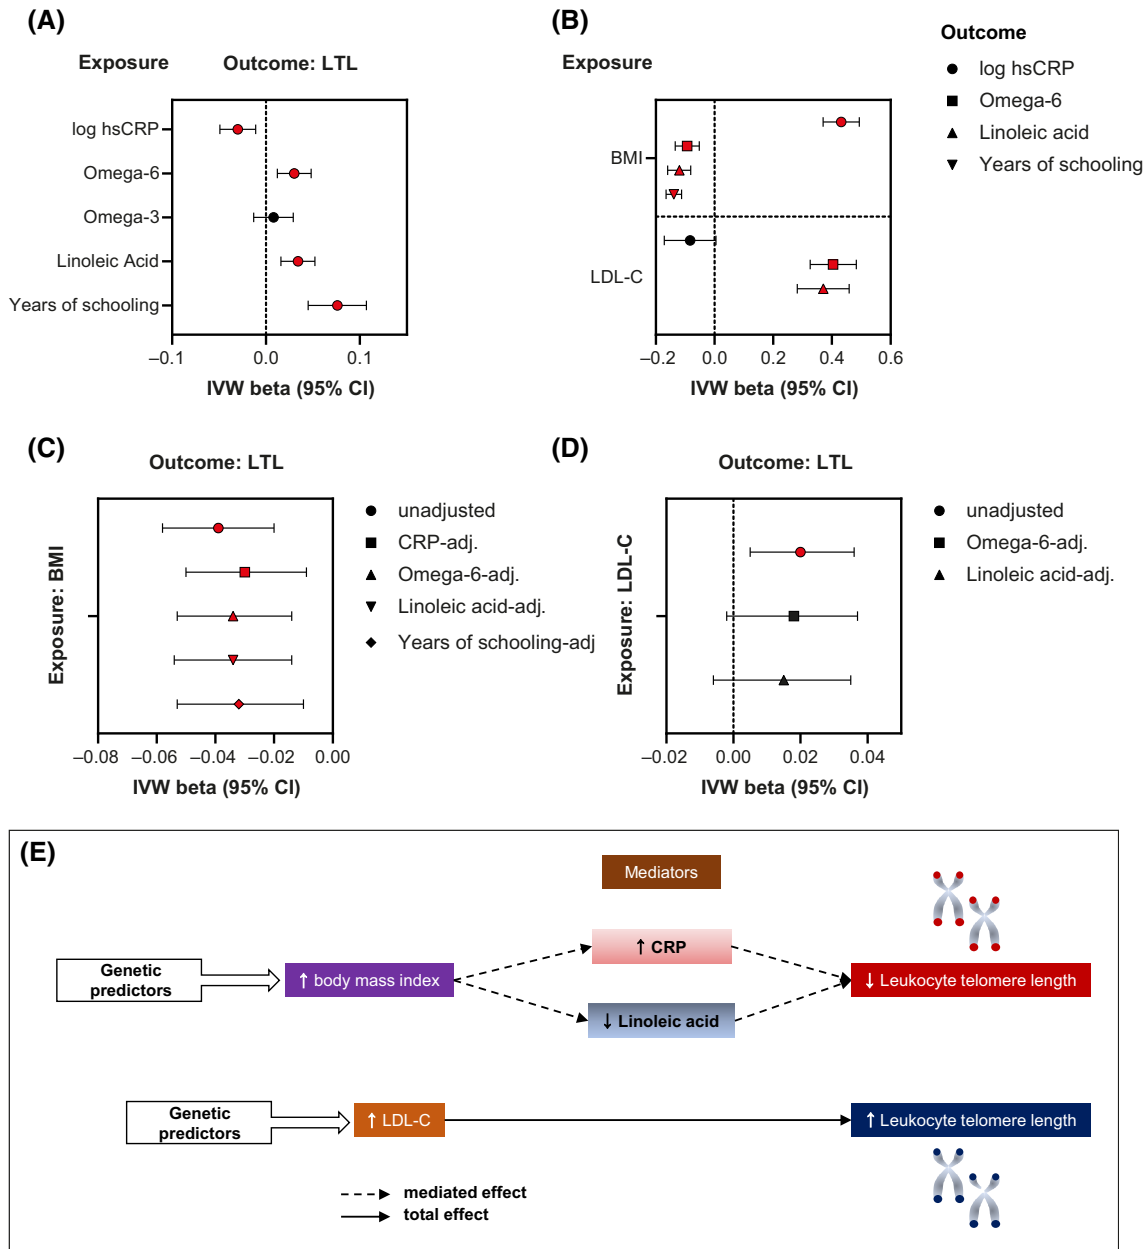 (A)
Exposure
Outcome: LTL
log hsCRP
Omega-6
Omega-3
Linoleic Acid
Years of schooling
–0.1
0.0
0.1
IVW beta (95% CI)
(B)
Exposure
BMI
LDL-C
–0.2
0.0
0.2
0.4
0.6
IVW beta (95% CI)
Outcome
log hsCRP
Omega-6
Linoleic acid
Years of schooling
(C)
Outcome: LTL
Exposure: BMI
–0.08
–0.06
–0.04
–0.02
0.00
IVW beta (95% CI)
unadjusted
CRP-adj.
Omega-6-adj.
Linoleic acid-adj.
Years of schooling-adj
(D)
Outcome: LTL
Exposure: LDL-C
–0.02
0.00
0.02
0.04
IVW beta (95% CI)
unadjusted
Omega-6-adj.
Linoleic acid-adj.
(E)
Mediators
Genetic
predictors
↑ body mass index
↑ CRP
↓ Linoleic acid
↓ Leukocyte telomere length
Genetic
predictors
↑ LDL-C
↑ Leukocyte telomere length
mediated effect
total effect